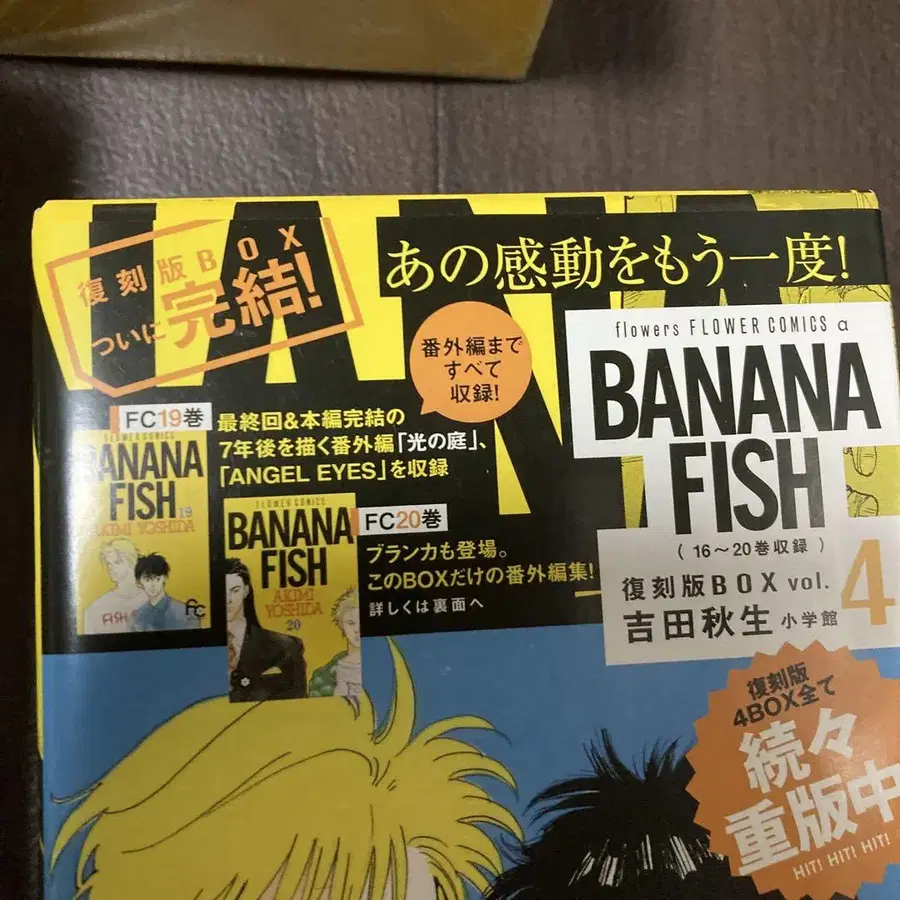 復刻版BOX
ついに完結!
あの感動をもう一度!
番外編まで
すべて
収録!
flowers FLOWER COMICS α
BANANA
FISH
(16〜20巻収録)
復刻版BOX vol. 4
吉田秋生 小学館
FC19巻
最終回&本編完結の
7年後を描く番外編「光の庭」、
「ANGEL EYES」を収録
FLOWER COMICS
BANANA
FISH
19
AKIMI YOSHIDA
FISH
FC
FLOWER COMICS
BANANA
FISH
AKIMI
YOSHIDA
20
FC20巻
ブランカも登場。
このBOXだけの番外編集!
詳しくは裏面へ
復刻版
4BOX全て
続々
重版中
HIT! HIT! HIT!